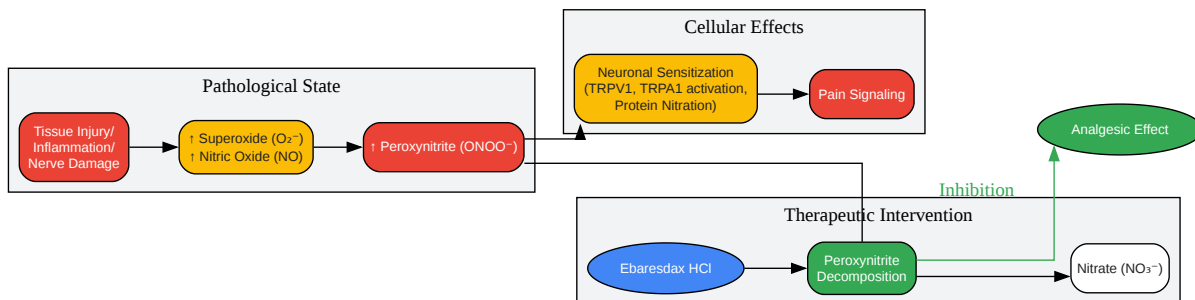 Pathological State
Tissue Injury/
Inflammation/
Nerve Damage
↑ Superoxide (O₂⁻)
↑ Nitric Oxide (NO)
↑ Peroxynitrite (ONOO⁻)
Cellular Effects
Neuronal Sensitization
(TRPV1, TRPA1 activation,
Protein Nitration)
Pain Signaling
Analgesic Effect
Inhibition
Therapeutic Intervention
Ebaresdax HCl
Peroxynitrite
Decomposition
Nitrate (NO₃⁻)